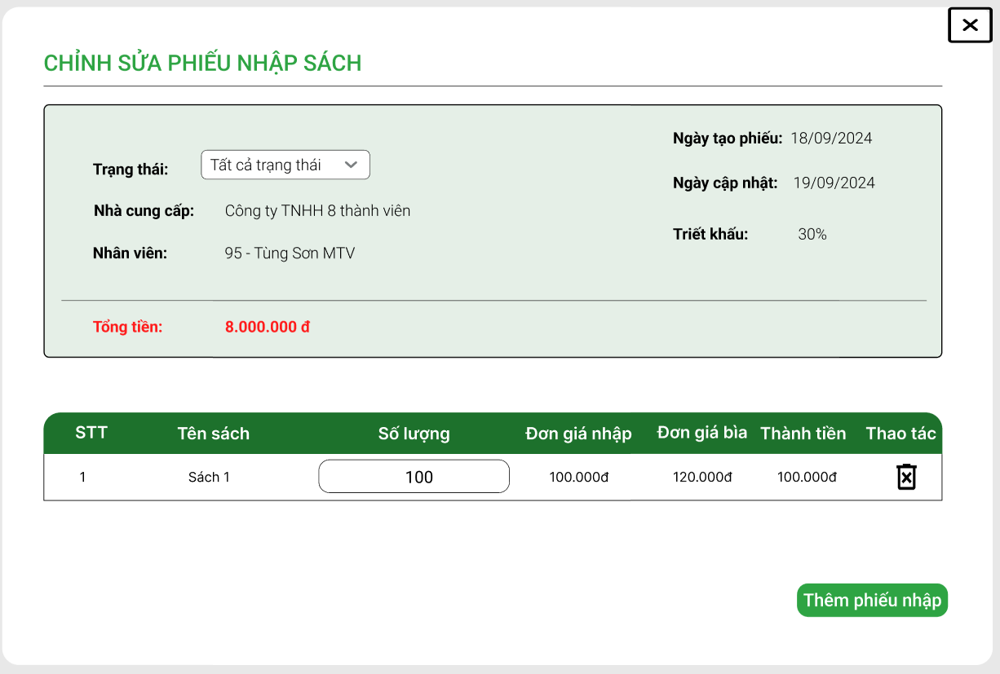 CHỈNH SỬA PHIẾU NHẬP SÁCH
Trạng thái: Tất cả trạng thái
Nhà cung cấp: Công ty TNHH 8 thành viên
Nhân viên: 95 - Tùng Sơn MTV
Ngày tạo phiếu: 18/09/2024
Ngày cập nhật: 19/09/2024
Triết khấu: 30%
Tổng tiền: 8.000.000 đ
STT Tên sách Số lượng Đơn giá nhập Đơn giá bìa Thành tiền Thao tác
1 Sách 1 100 100.000đ 120.000đ 100.000đ
Thêm phiếu nhập